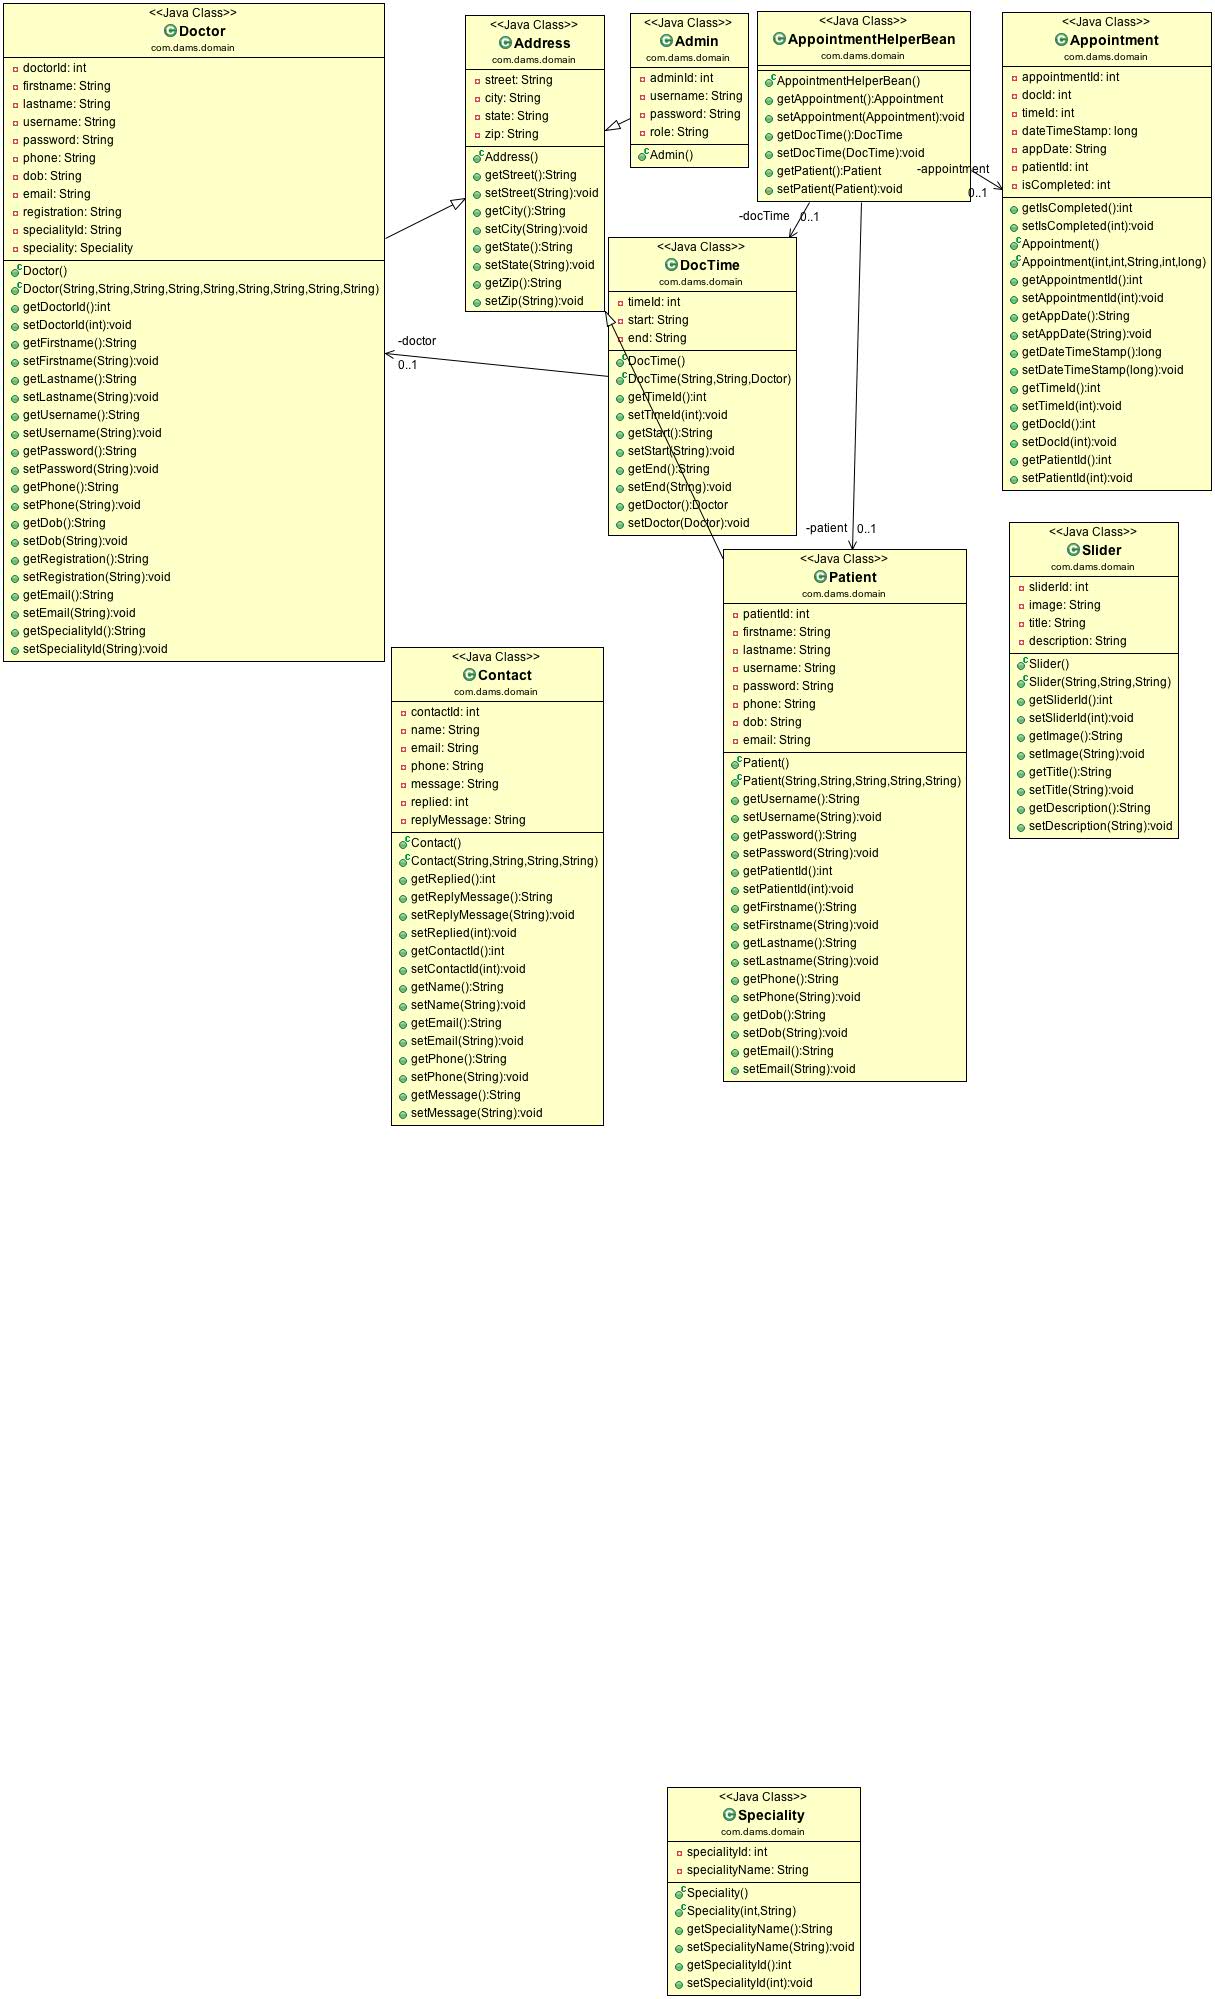 <<Java Class>>
Doctor
com.dams.domain
doctorId: int
firstname: String
lastname: String
username: String
password: String
phone: String
dob: String
email: String
registration: String
specialityId: String
speciality: Speciality
Doctor()
Doctor(String,String,String,String,String,String,String,String,String)
getDoctorId():int
setDoctorId(int):void
getFirstname():String
setFirstname(String):void
getLastname():String
setLastname(String):void
getUsername():String
setUsername(String):void
getPassword():String
setPassword(String):void
getPhone():String
setPhone(String):void
getDob():String
setDob(String):void
getRegistration():String
setRegistration(String):void
getEmail():String
setEmail(String):void
getSpecialityId():String
setSpecialityId(String):void
<<Java Class>>
Address
com.dams.domain
street: String
city: String
state: String
zip: String
Address()
getStreet():String
setStreet(String):void
getCity():String
setCity(String):void
getState():String
setState(String):void
getZip():String
setZip(String):void
<<Java Class>>
Admin
com.dams.domain
adminId: int
username: String
password: String
role: String
Admin()
<<Java Class>>
AppointmentHelperBean
com.dams.domain
AppointmentHelperBean()
getAppointment():Appointment
setAppointment(Appointment):void
getDocTime():DocTime
setDocTime(DocTime):void
getPatient():Patient
setPatient(Patient):void
-appointment
0..1
<<Java Class>>
Appointment
com.dams.domain
appointmentId: int
docId: int
timeId: int
dateTimeStamp: long
appDate: String
patientId: int
isCompleted: int
getIsCompleted():int
setIsCompleted(int):void
Appointment()
Appointment(int,int,String,int,long)
getAppointmentId():int
setAppointmentId(int):void
getAppDate():String
setAppDate(String):void
getDateTimeStamp():long
setDateTimeStamp(long):void
getTimeId():int
setTimeId(int):void
getDocId():int
setDocId(int):void
getPatientId():int
setPatientId(int):void
-docTime
0..1
<<Java Class>>
DocTime
com.dams.domain
timeId: int
start: String
end: String
DocTime()
DocTime(String,String,Doctor)
getTimeId():int
setTimeId(int):void
getStart():String
setStart(String):void
getEnd():String
setEnd(String):void
getDoctor():Doctor
setDoctor(Doctor):void
-doctor
0..1
-patient
0..1
<<Java Class>>
Patient
com.dams.domain
patientId: int
firstname: String
lastname: String
username: String
password: String
phone: String
dob: String
email: String
Patient()
Patient(String,String,String,String,String)
getUsername():String
setUsername(String):void
getPassword():String
setPassword(String):void
getPatientId():int
setPatientId(int):void
getFirstname():String
setFirstname(String):void
getLastname():String
setLastname(String):void
getPhone():String
setPhone(String):void
getDob():String
setDob(String):void
getEmail():String
setEmail(String):void
<<Java Class>>
Slider
com.dams.domain
sliderId: int
image: String
title: String
description: String
Slider()
Slider(String,String,String)
getSliderId():int
setSliderId(int):void
getImage():String
setImage(String):void
getTitle():String
setTitle(String):void
getDescription():String
setDescription(String):void
<<Java Class>>
Contact
com.dams.domain
contactId: int
name: String
email: String
phone: String
message: String
replied: int
replyMessage: String
Contact()
Contact(String,String,String,String)
getReplied():int
getReplyMessage():String
setReplyMessage(String):void
setReplied(int):void
getContactId():int
setContactId(int):void
getName():String
setName(String):void
getEmail():String
setEmail(String):void
getPhone():String
setPhone(String):void
getMessage():String
setMessage(String):void
<<Java Class>>
Speciality
com.dams.domain
specialityId: int
specialityName: String
Speciality()
Speciality(int,String)
getSpecialityName():String
setSpecialityName(String):void
getSpecialityId():int
setSpecialityId(int):void